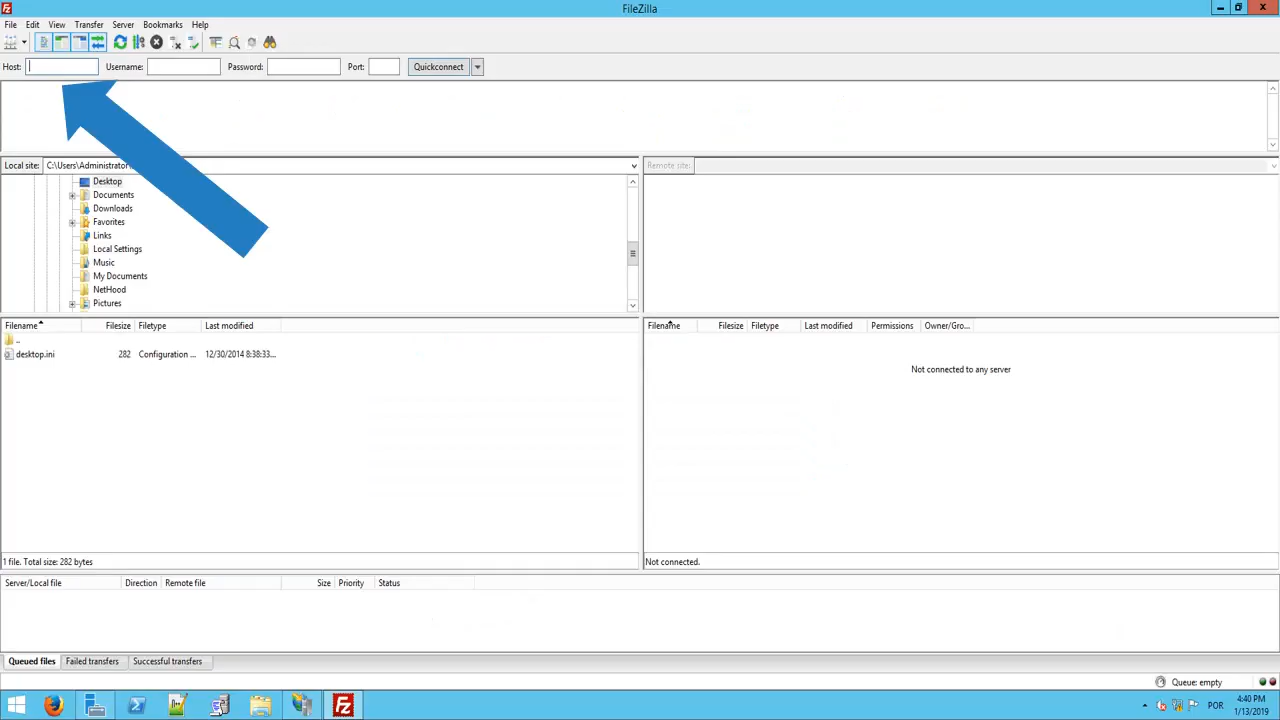 FileZilla
File Edit View Transfer Server Bookmarks Help
Host: Username: Password: Port: Quickconnect
Local site: C:\Users\Administrator
Remote site:
Desktop
Documents
Downloads
Favorites
Links
Local Settings
Music
My Documents
NetHood
Pictures
Filename Filesize Filetype Last modified
..
desktop.ini 282 Configuration ... 12/30/2014 8:38:33...
1 file. Total size: 282 bytes
Filename Filesize Filetype Last modified Permissions Owner/Gro...
Not connected to any server
Not connected.
Server/Local file Direction Remote file Size Priority Status
Queued files Failed transfers Successful transfers
Queue: empty
POR
4:40 PM
1/13/2019